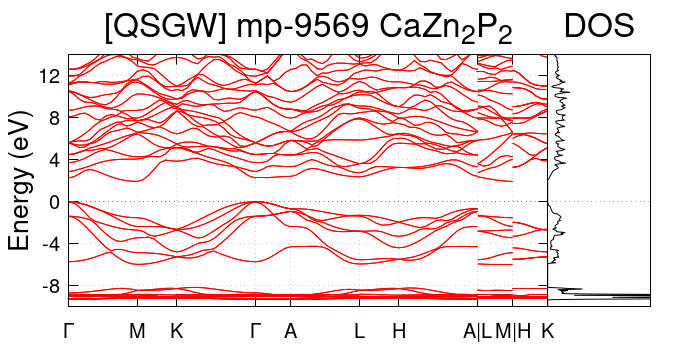 [QSGW] mp-9569 CaZn₂P₂ DOS
Energy (eV)
12
8
4
0
-4
-8
Γ M K Γ A L H A|L M|H K